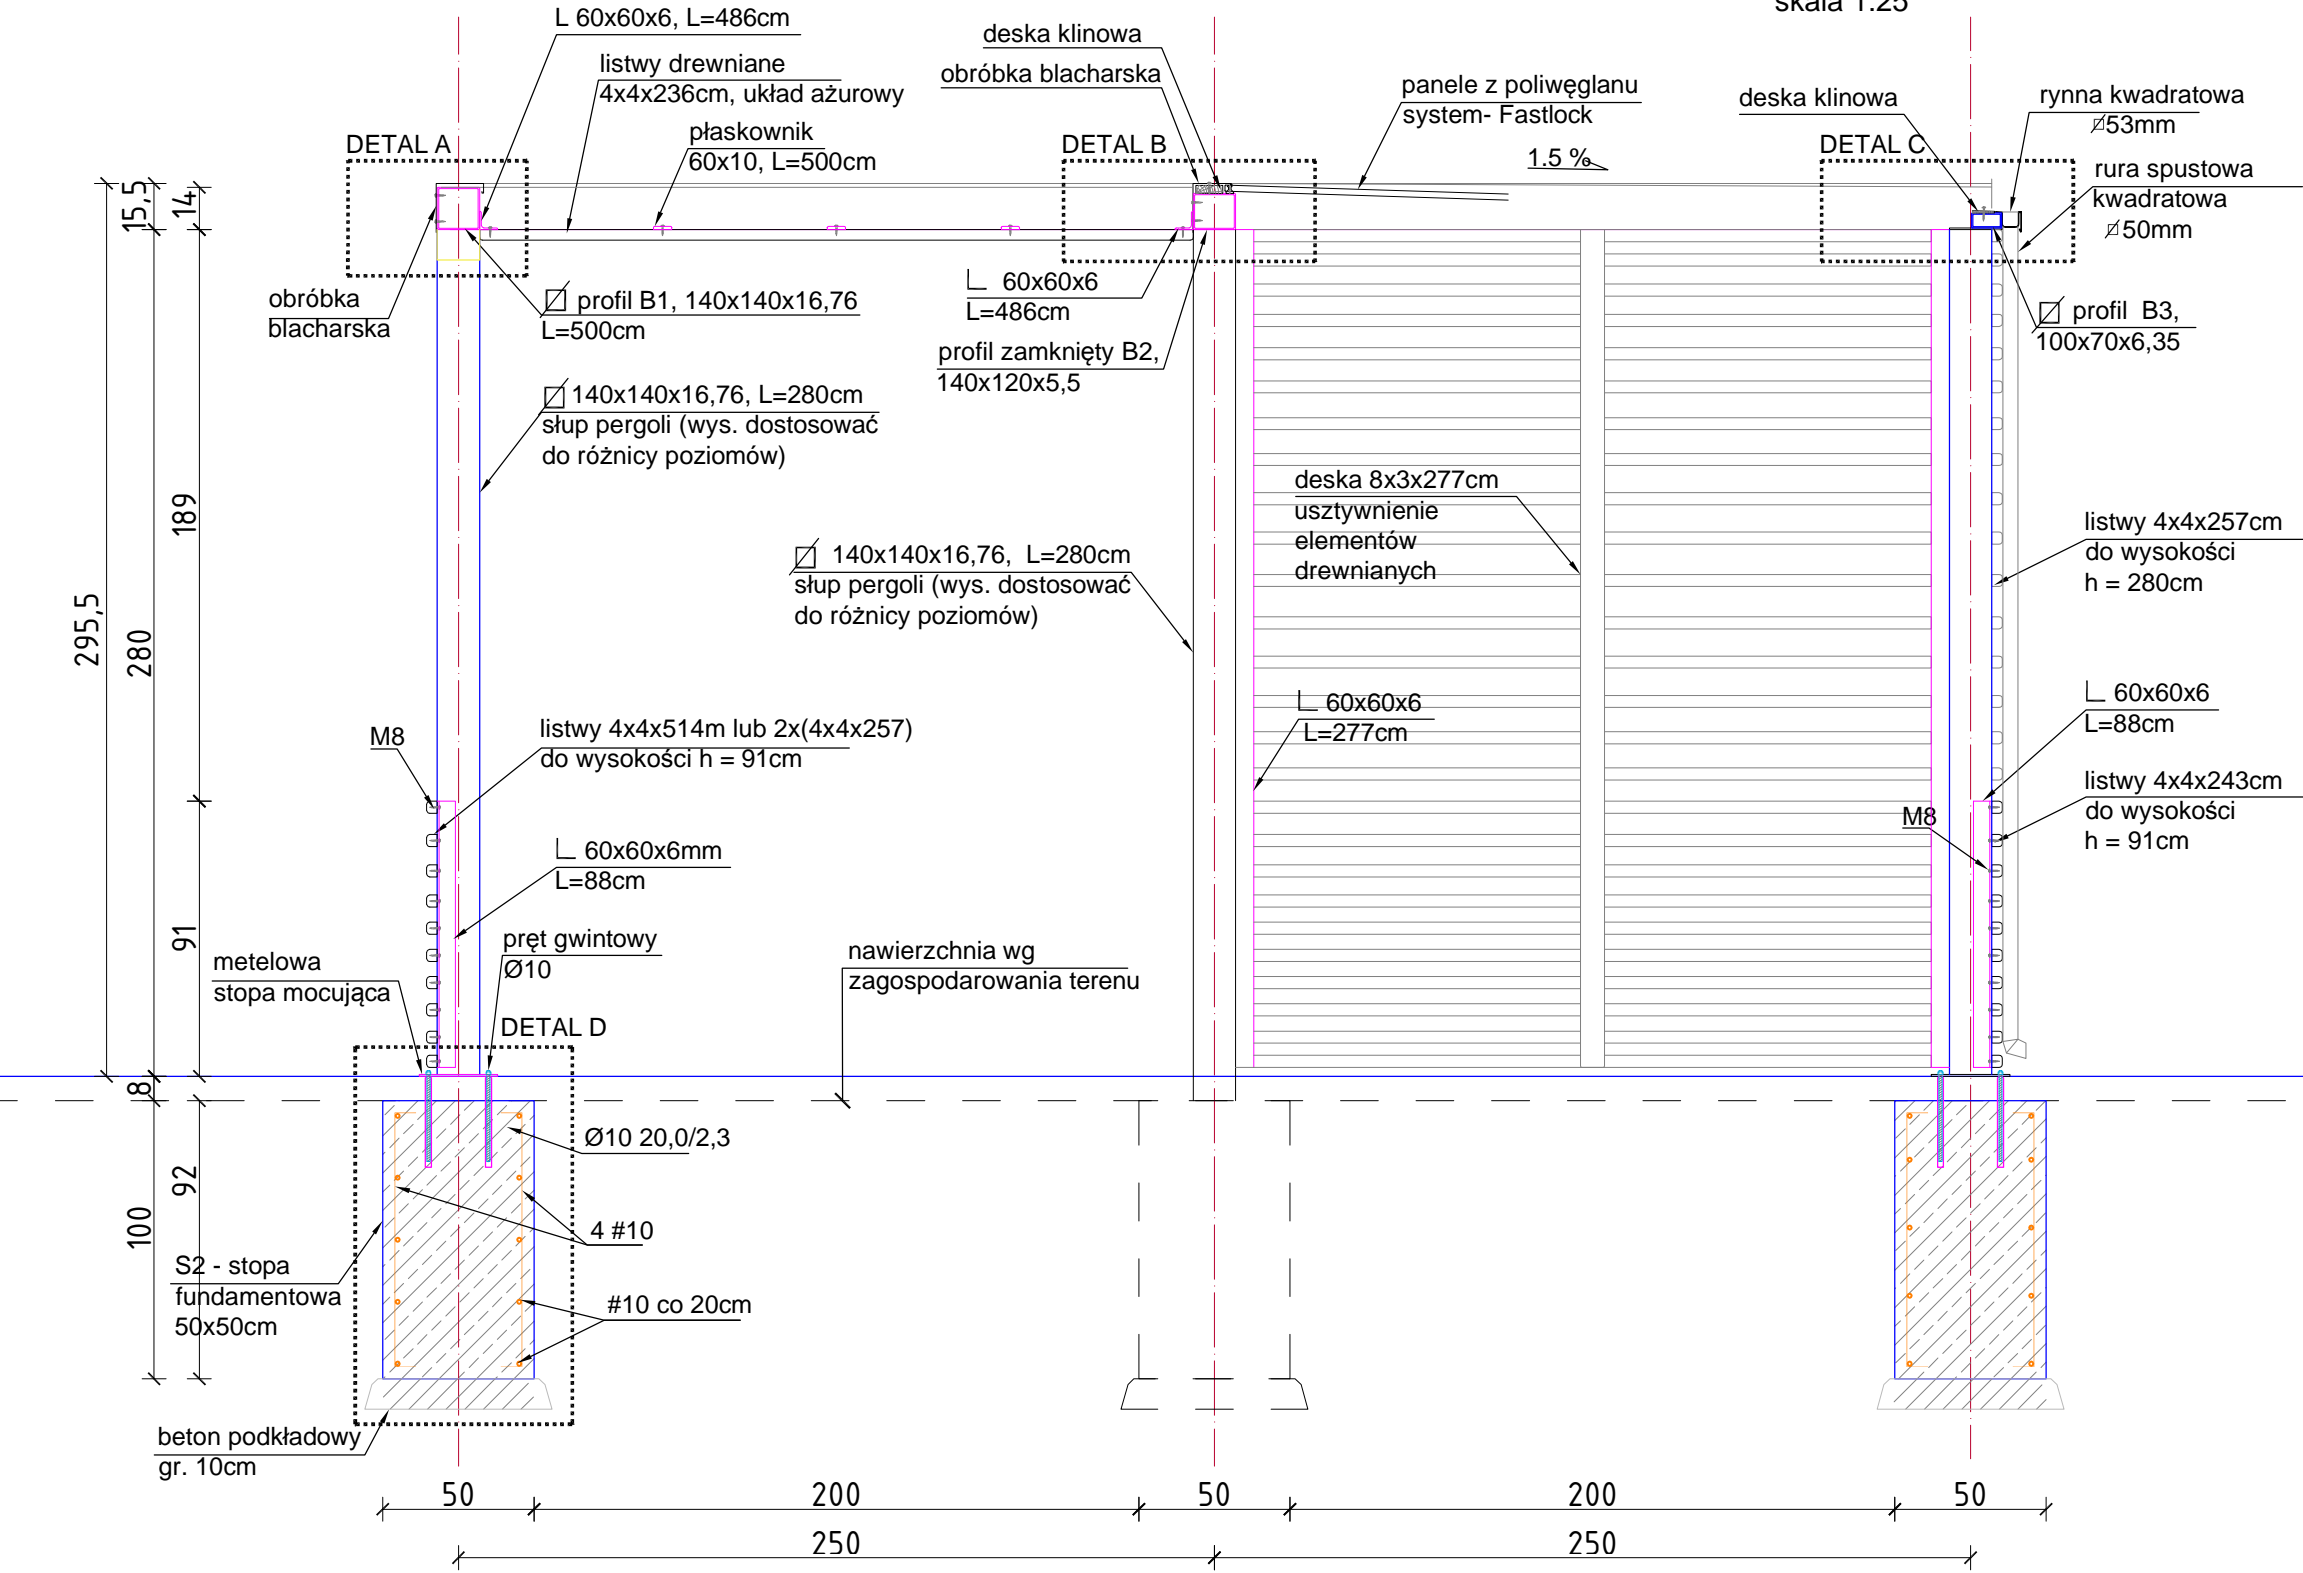 skala 1:25
L 60x60x6, L=486cm
listwy drewniane
4x4x236cm, układ ażurowy
płaskownik
60x10, L=500cm
DETAL A
deska klinowa
obróbka blacharska
DETAL B
panele z poliwęglanu
system- Fastlock
1.5 %
deska klinowa
DETAL C
rynna kwadratowa
53mm
rura spustowa
kwadratowa
50mm
15,5
14
obróbka
blacharska
profil B1, 140x140x16,76
L=500cm
60x60x6
L=486cm
profil zamknięty B2,
140x120x5,5
profil B3,
100x70x6,35
140x140x16,76, L=280cm
słup pergoli (wys. dostosować
do różnicy poziomów)
deska 8x3x277cm
usztywnienie
elementów
drewnianych
140x140x16,76, L=280cm
słup pergoli (wys. dostosować
do różnicy poziomów)
listwy 4x4x257cm
do wysokości
h = 280cm
295,5
280
189
91
60x60x6
L=277cm
60x60x6
L=88cm
M8
listwy 4x4x514m lub 2x(4x4x257)
do wysokości h = 91cm
listwy 4x4x243cm
do wysokości
h = 91cm
M8
60x60x6mm
L=88cm
pręt gwintowy
Ø10
metelowa
stopa mocująca
nawierzchnia wg
zagospodarowania terenu
DETAL D
8
92
100
Ø10 20,0/2,3
4 #10
S2 - stopa
fundamentowa
50x50cm
#10 co 20cm
beton podkładowy
gr. 10cm
50
200
50
200
50
250
250